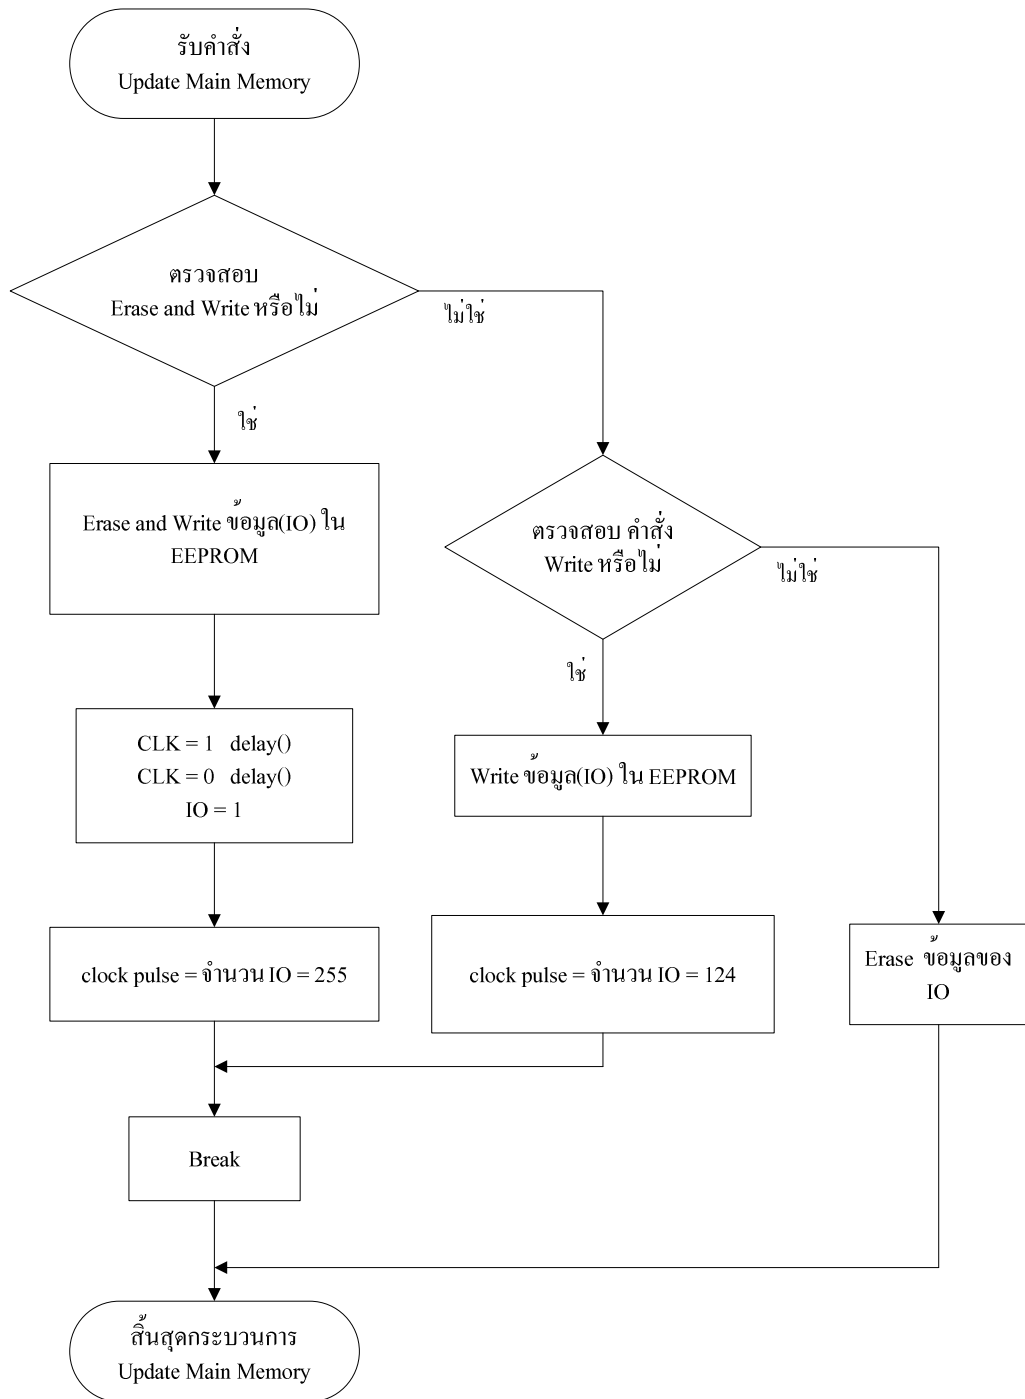 รับคำสั่ง
Update Main Memory
ตรวจสอบ
Erase and Write หรือไม่
ไม่ใช่
ใช่
Erase and Write ข้อมูล(IO) ใน
EEPROM
ตรวจสอบ คำสั่ง
Write หรือไม่
ไม่ใช่
ใช่
CLK = 1 delay()
CLK = 0 delay()
IO = 1
Write ข้อมูล(IO) ใน EEPROM
clock pulse = จำนวน IO = 255
clock pulse = จำนวน IO = 124
Erase ข้อมูลของ
IO
Break
สิ้นสุดกระบวนการ
Update Main Memory